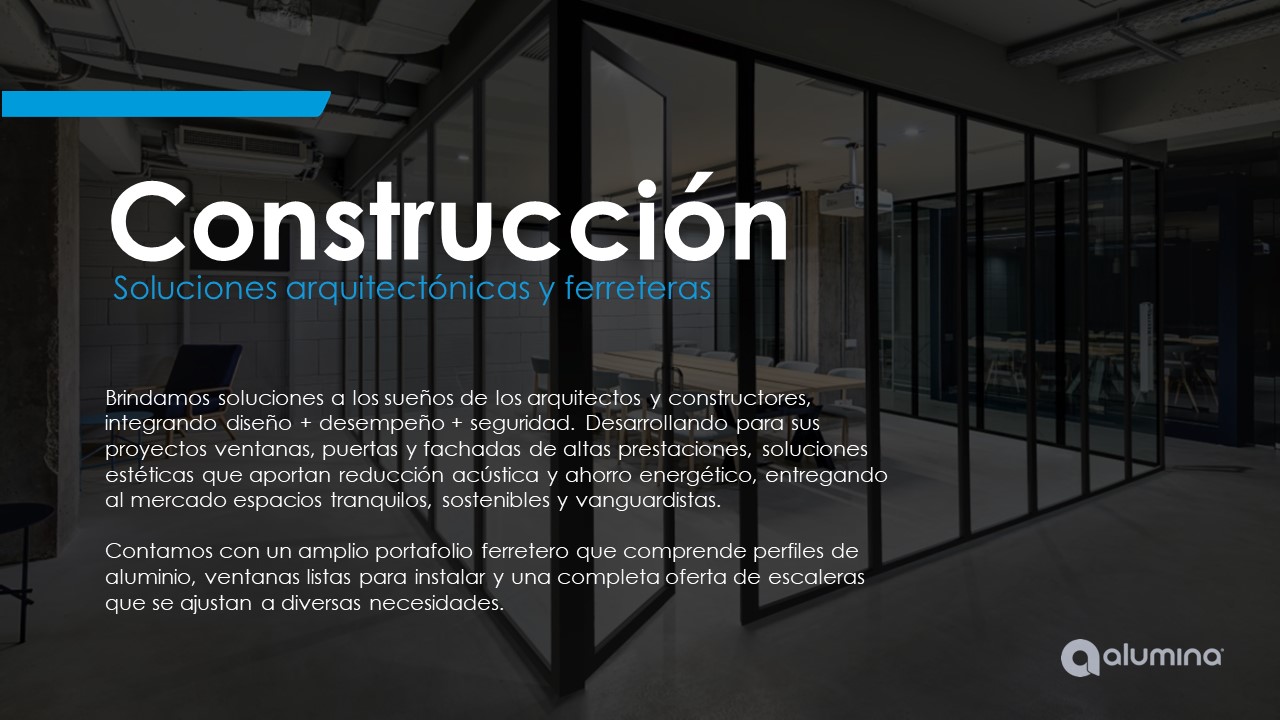 Construcción
Soluciones arquitectónicas y ferreteras
Brindamos soluciones a los sueños de los arquitectos y constructores,
integrando diseño + desempeño + seguridad. Desarrollando para sus
proyectos ventanas, puertas y fachadas de altas prestaciones, soluciones
estéticas que aportan reducción acústica y ahorro energético, entregando
al mercado espacios tranquilos, sostenibles y vanguardistas.
Contamos con un amplio portafolio ferretero que comprende perfiles de
aluminio, ventanas listas para instalar y una completa oferta de escaleras
que se ajustan a diversas necesidades.
alumina